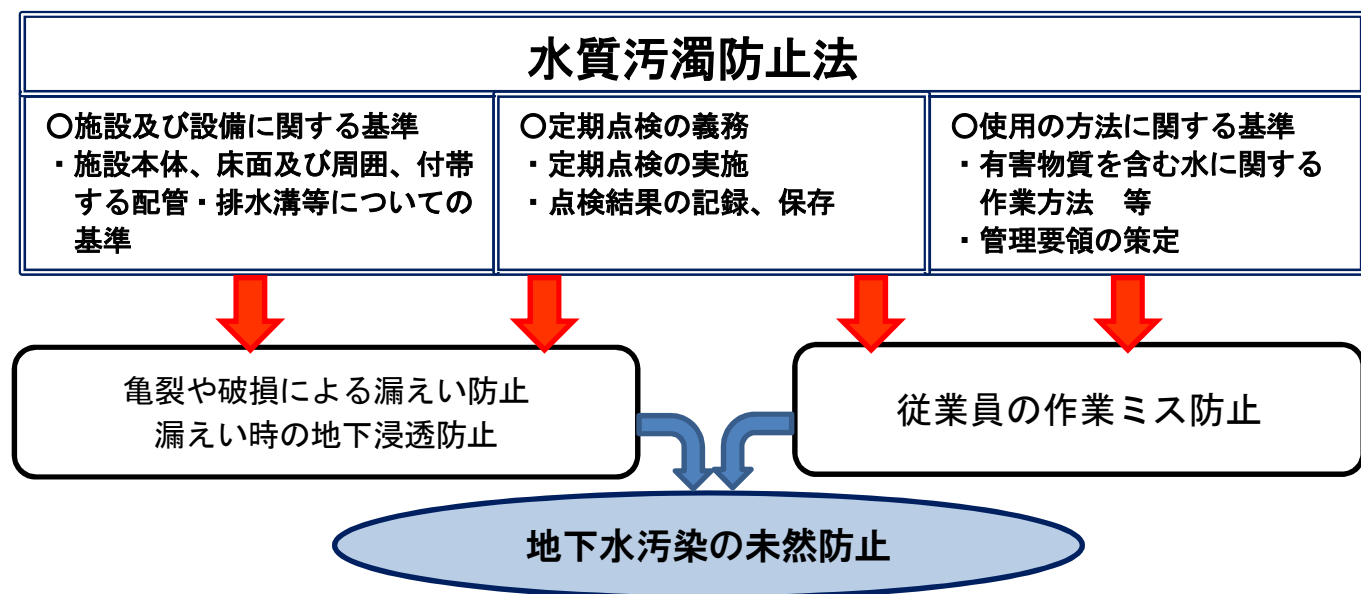 水質汚濁防止法
〇施設及び設備に関する基準
・施設本体、床面及び周囲、付帯
する配管・排水溝等についての
基準
〇定期点検の義務
・定期点検の実施
・点検結果の記録、保存
〇使用の方法に関する基準
・有害物質を含む水に関する
作業方法　等
・管理要領の策定
亀裂や破損による漏えい防止
漏えい時の地下浸透防止
従業員の作業ミス防止
地下水汚染の未然防止